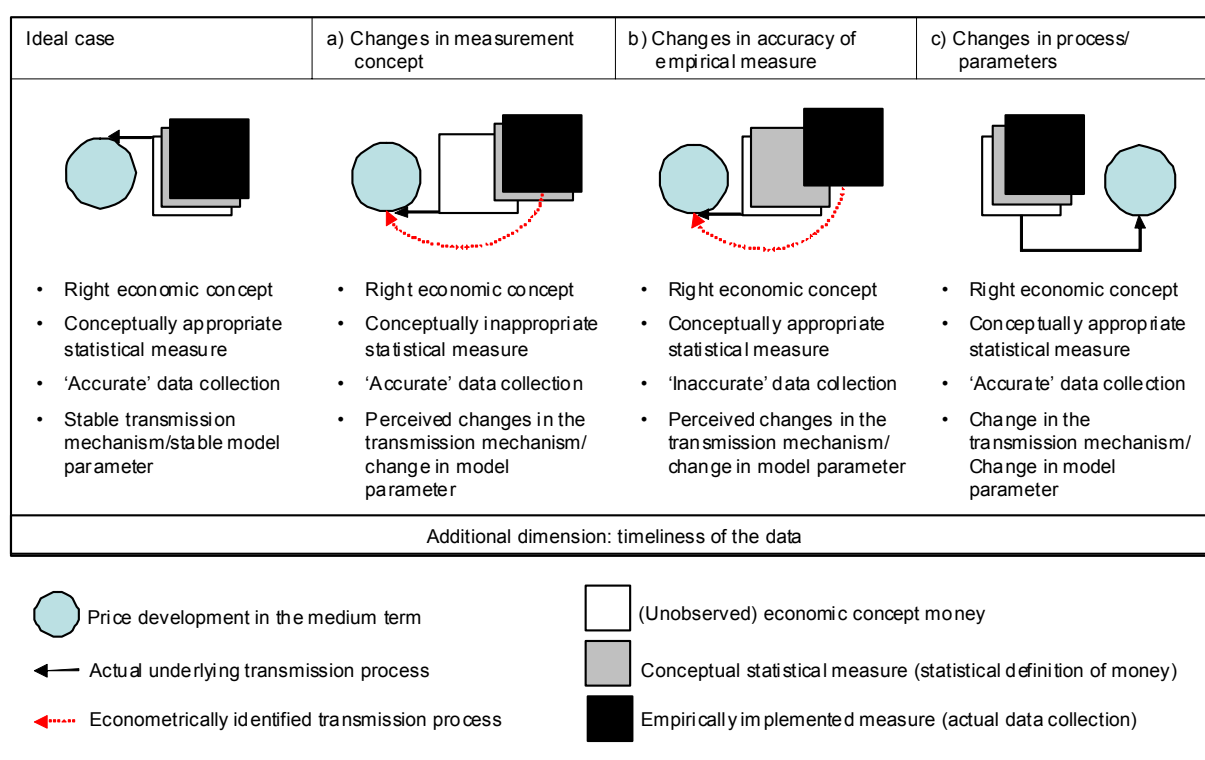 Ideal case
a) Changes in measurement
concept
b) Changes in accuracy of
empirical measure
c) Changes in process/
parameters
• Right economic concept
• Conceptually appropriate
statistical measure
• ‘Accurate’ data collection
• Stable transmission
mechanism/stable model
parameter
• Right economic concept
• Conceptually inappropriate
statistical measure
• ‘Accurate’ data collection
• Perceived changes in the
transmission mechanism/
change in model
parameter
• Right economic concept
• Conceptually appropriate
statistical measure
• ‘Inaccurate’ data collection
• Perceived changes in the
transmission mechanism/
change in model parameter
• Right economic concept
• Conceptually appropriate
statistical measure
• ‘Accurate’ data collection
• Change in the
transmission mechanism/
Change in model
parameter
Additional dimension: timeliness of the data
Price development in the medium term
Actual underlying transmission process
Econometrically identified transmission process
(Unobserved) economic concept money
Conceptual statistical measure (statistical definition of money)
Empirically implemented measure (actual data collection)